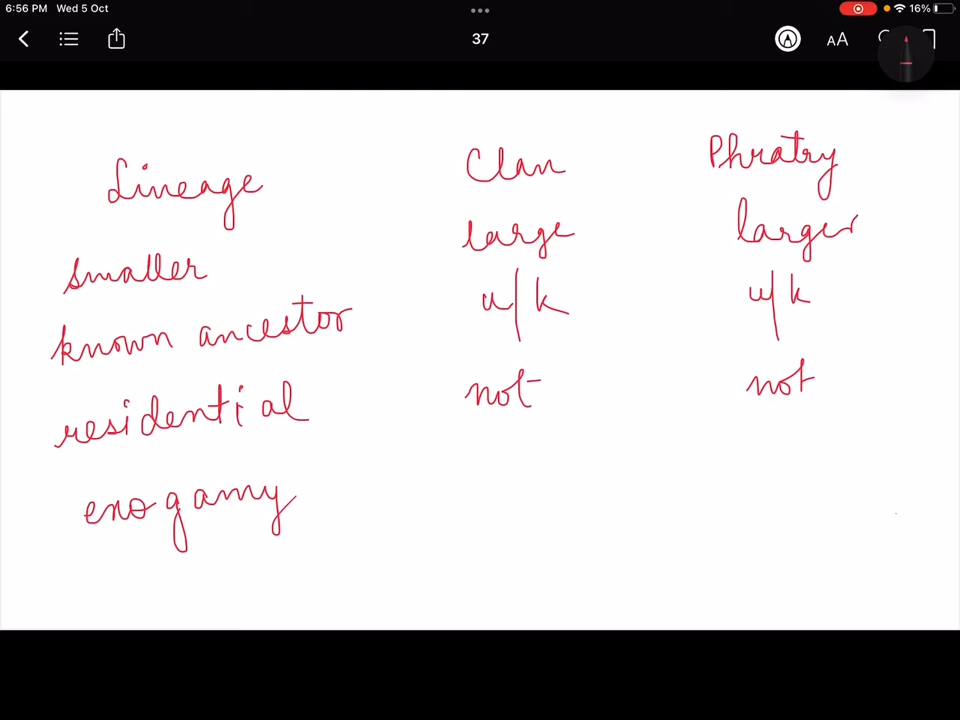 6:56 PM Wed 5 Oct 16%
37
AA
Lineage Clan Phratry
smaller large larger
known ancestor u/k u/k
residential not not
exogamy